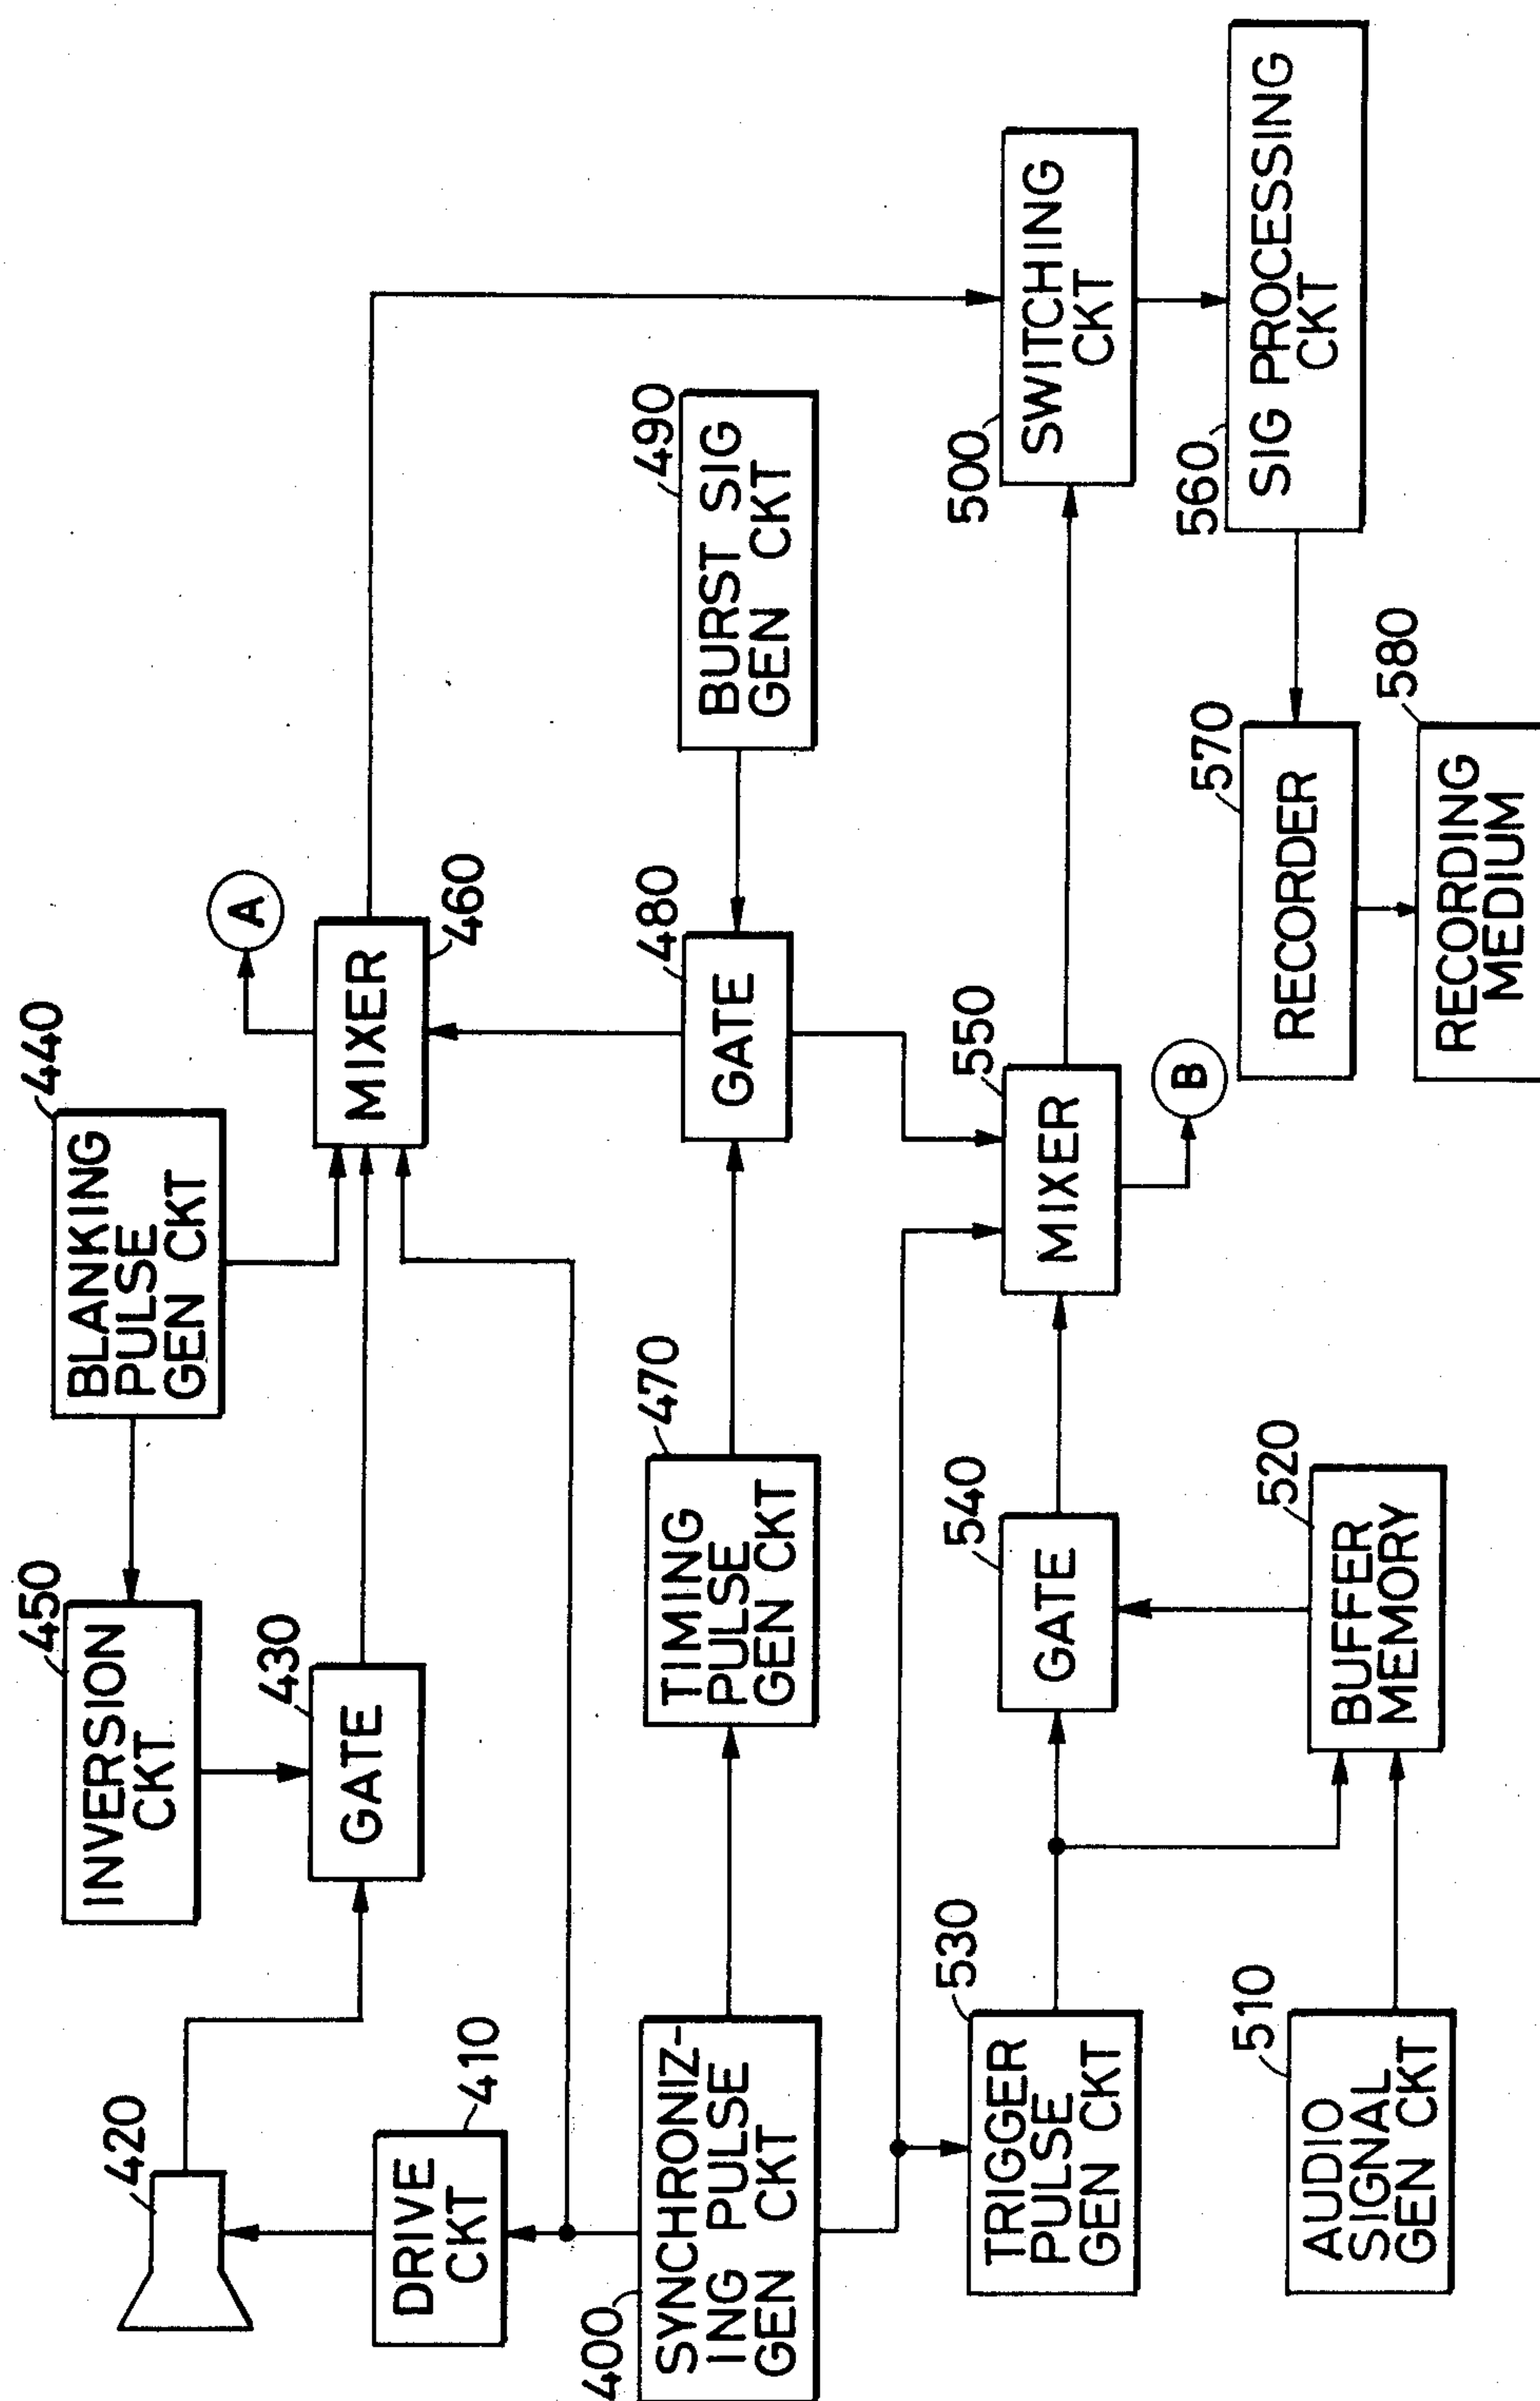 420
450
INVERSION
CKT
440
BLANKING
PULSE
GEN CKT
A
410
DRIVE
CKT
430
GATE
MIXER
460
400
SYNCHRONIZ-
ING PULSE
GEN CKT
470
TIMING
PULSE
GEN CKT
480
GATE
490
BURST SIG
GEN CKT
530
TRIGGER
PULSE
GEN CKT
540
GATE
550
MIXER
500
SWITCHING
CKT
B
510
AUDIO
SIGNAL
GEN CKT
520
BUFFER
MEMORY
570
RECORDER
560
SIG PROCESSING
CKT
580
RECORDING
MEDIUM